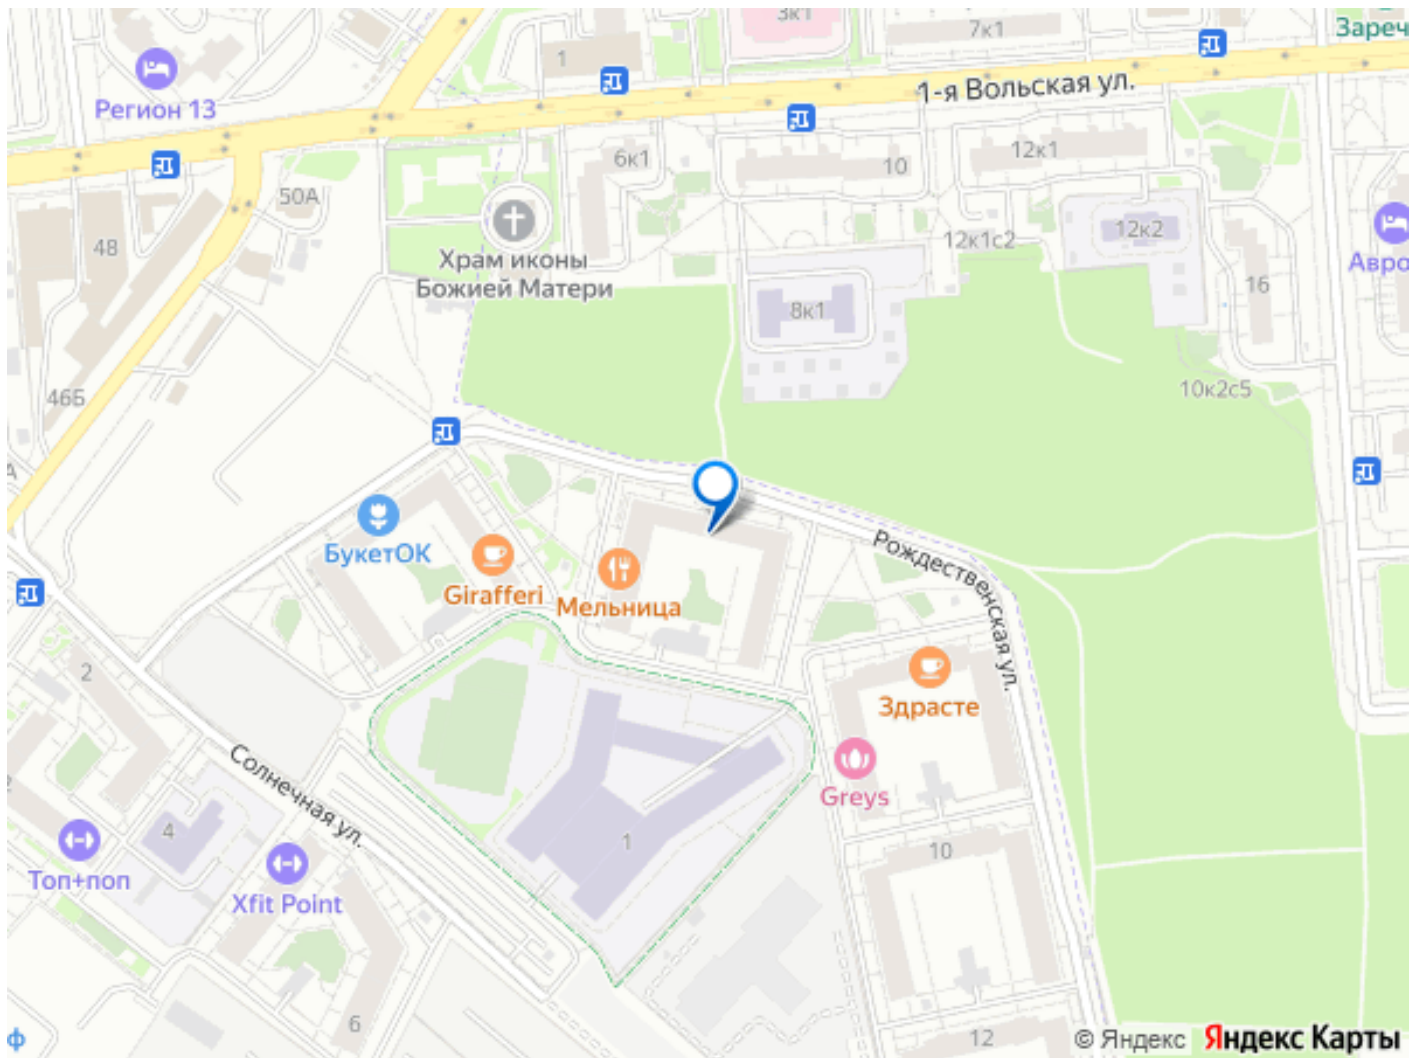 3к1
7к1
Зареч
1
Регион 13
1-я Вольская ул.
6к1
10
12к1
50А
48
Храм иконы
Божией Матери
12к1с2
12к2
Авро
16
8к1
46Б
10к2с5
А
БукетОК
Girafferi
Мельница
Рождественская ул.
Здрасте
2
Солнечная ул.
Greys
4
1
10
Топ+поп
Xfit Point
6
12
ф
© Яндекс Яндекс Карты